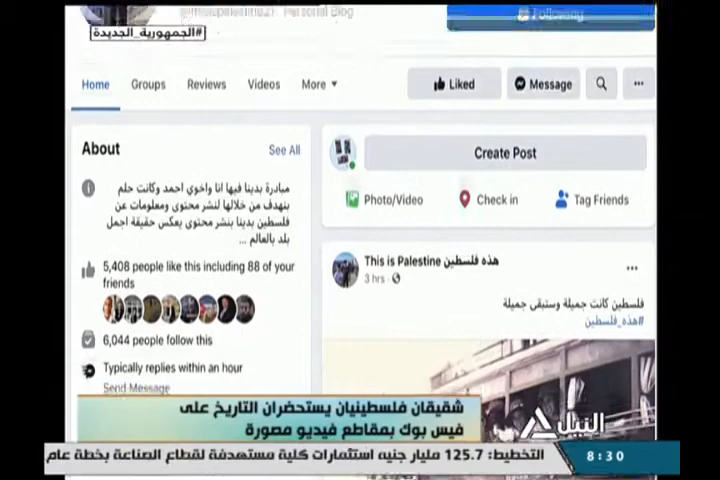 Personal Blog
Following
#الجمهورية_الجديدة
Home Groups Reviews Videos More
Liked Message
About See All
مبادرة بدينا فيها انا واخوي احمد وكانت حلم
بنهدف من خلالها لنشر محتوى ومعلومات عن
فلسطين بدينا بنشر محتوى يعكس حقيقة اجمل
بلد بالعالم ...
5,408 people like this including 88 of your
friends
6,044 people follow this
Typically replies within an hour
Send Message
Create Post
Photo/Video Check in Tag Friends
This is Palestine هذه فلسطين
3 hrs
فلسطين كانت جميلة وستبقى جميلة
#هذه_فلسطين
شقيقان فلسطينيان يستحضران التاريخ على
فيس بوك بمقاطع فيديو مصورة
النيل
التخطيط: 125.7 مليار جنيه استثمارات كلية مستهدفة لقطاع الصناعة بخطة عام
8:30